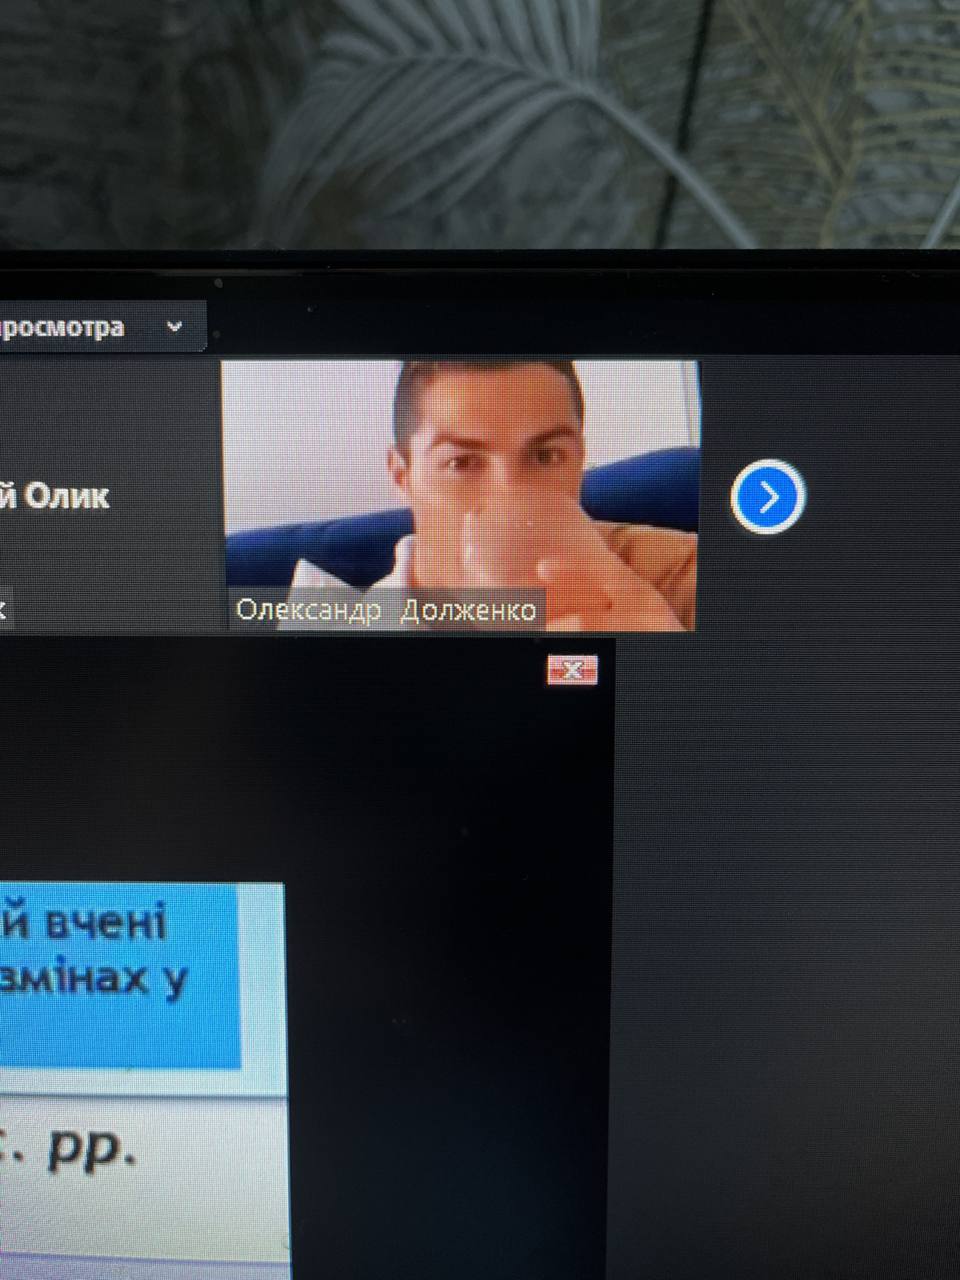 просмотра
й Олик
к
Олександр Долженко
й вчені
змінах у
рр.